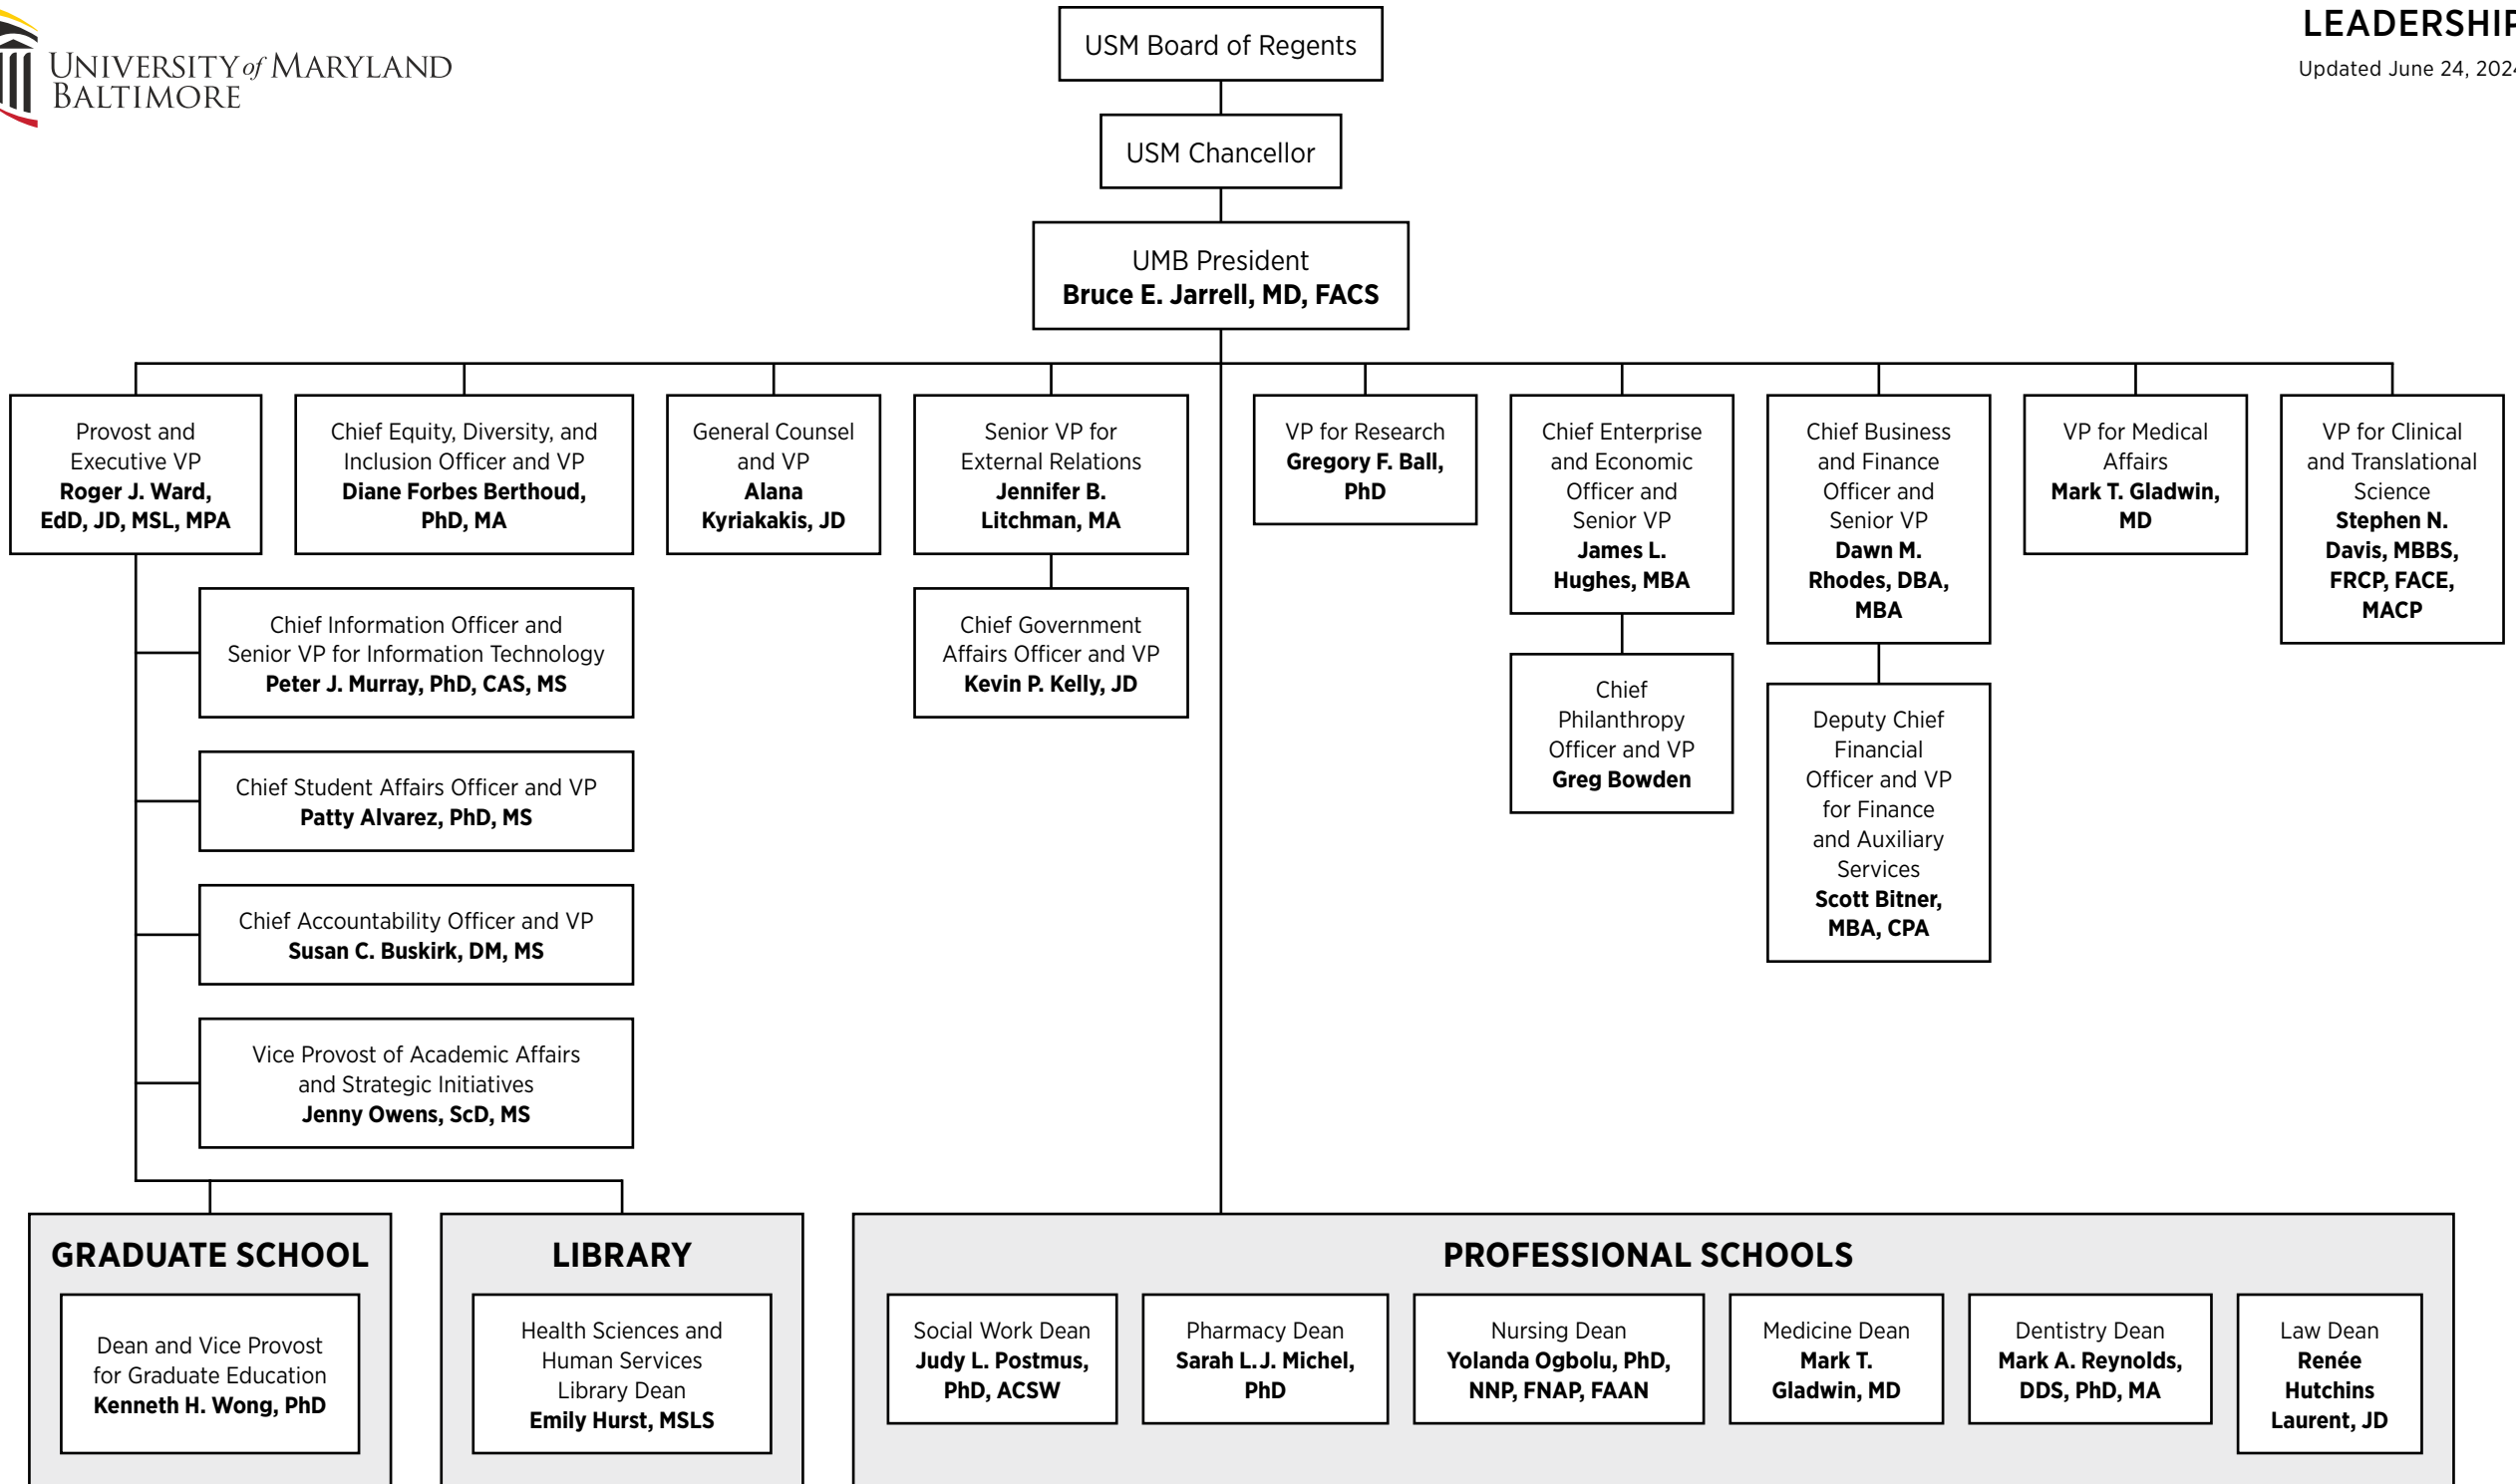 UNIVERSITY of MARYLAND
BALTIMORE
LEADERSHIP
Updated June 24, 2024
USM Board of Regents
USM Chancellor
UMB President
Bruce E. Jarrell, MD, FACS
Provost and
Executive VP
Roger J. Ward,
EdD, JD, MSL, MPA
Chief Equity, Diversity, and
Inclusion Officer and VP
Diane Forbes Berthoud,
PhD, MA
General Counsel
and VP
Alana
Kyriakakis, JD
Senior VP for
External Relations
Jennifer B.
Litchman, MA
VP for Research
Gregory F. Ball,
PhD
Chief Enterprise
and Economic
Officer and
Senior VP
James L.
Hughes, MBA
Chief Business
and Finance
Officer and
Senior VP
Dawn M.
Rhodes, DBA,
MBA
VP for Medical
Affairs
Mark T. Gladwin,
MD
VP for Clinical
and Translational
Science
Stephen N.
Davis, MBBS,
FRCP, FACE,
MACP
Chief Information Officer and
Senior VP for Information Technology
Peter J. Murray, PhD, CAS, MS
Chief Government
Affairs Officer and VP
Kevin P. Kelly, JD
Chief
Philanthropy
Officer and VP
Greg Bowden
Deputy Chief
Financial
Officer and VP
for Finance
and Auxiliary
Services
Scott Bitner,
MBA, CPA
Chief Student Affairs Officer and VP
Patty Alvarez, PhD, MS
Chief Accountability Officer and VP
Susan C. Buskirk, DM, MS
Vice Provost of Academic Affairs
and Strategic Initiatives
Jenny Owens, ScD, MS
GRADUATE SCHOOL
Dean and Vice Provost
for Graduate Education
Kenneth H. Wong, PhD
LIBRARY
Health Sciences and
Human Services
Library Dean
Emily Hurst, MSLS
PROFESSIONAL SCHOOLS
Social Work Dean
Judy L. Postmus,
PhD, ACSW
Pharmacy Dean
Sarah L.J. Michel,
PhD
Nursing Dean
Yolanda Ogbolu, PhD,
NNP, FNAP, FAAN
Medicine Dean
Mark T.
Gladwin, MD
Dentistry Dean
Mark A. Reynolds,
DDS, PhD, MA
Law Dean
Renée
Hutchins
Laurent, JD